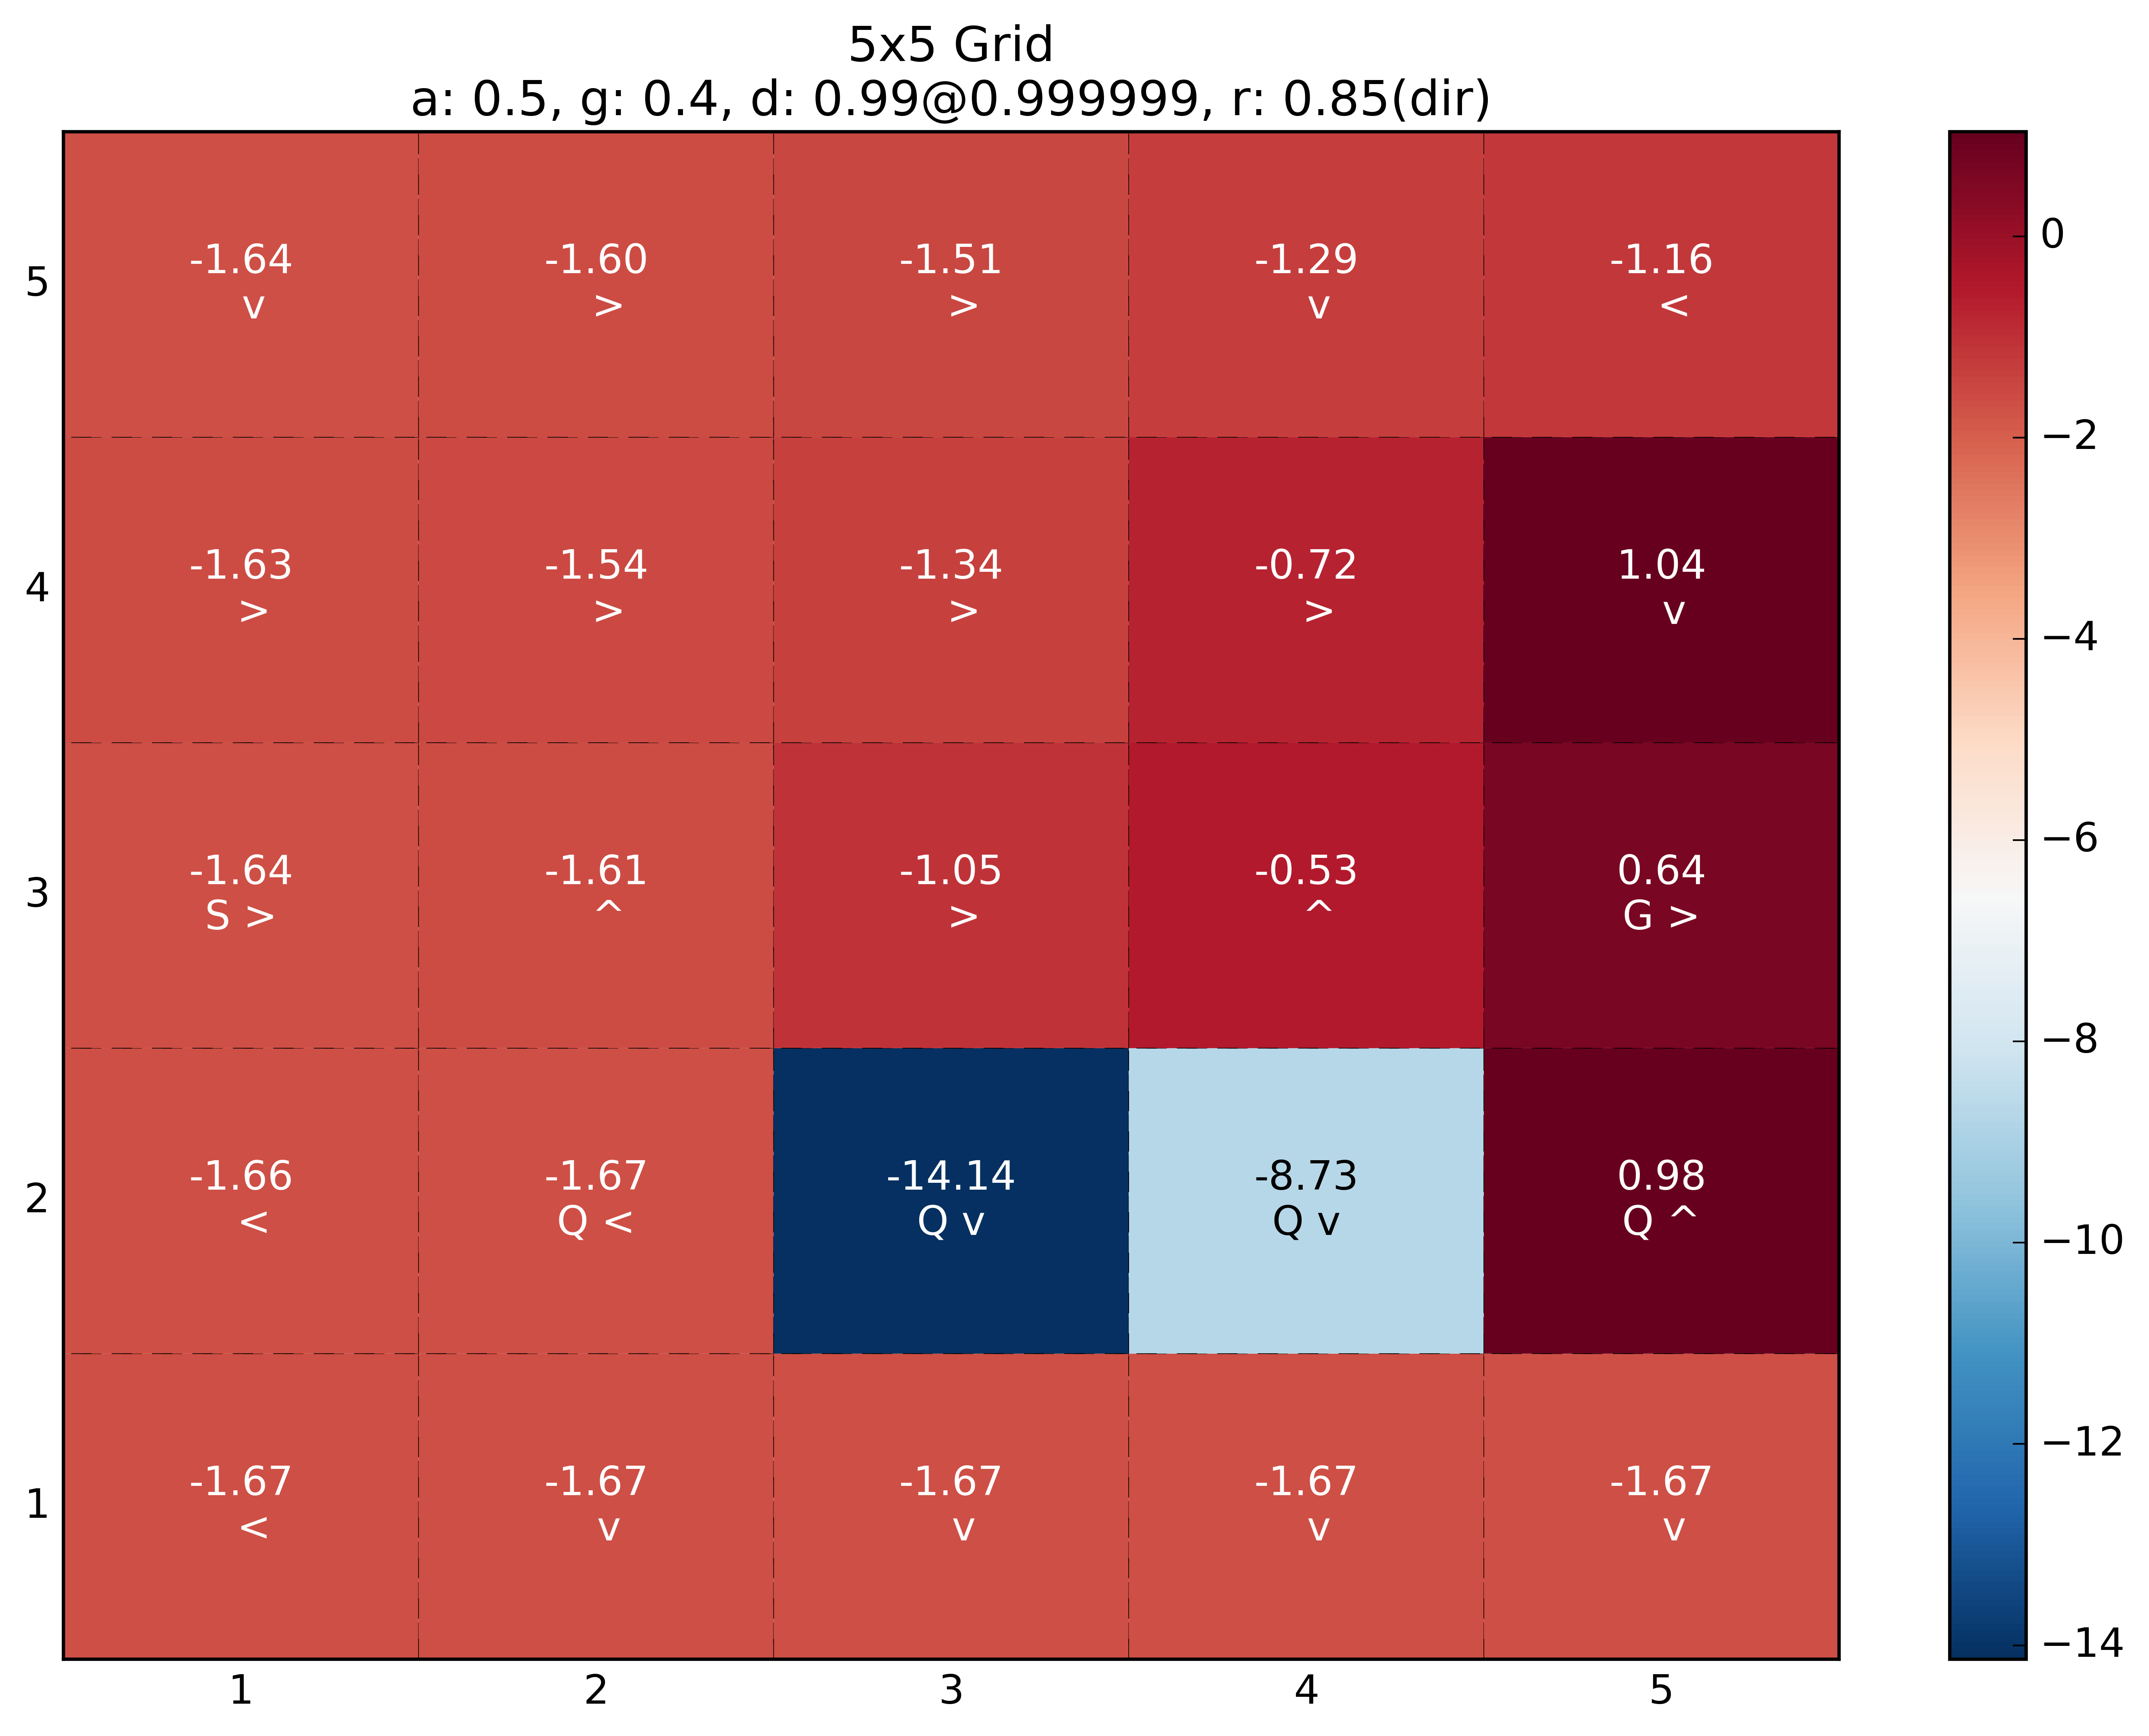 5x5 Grid
a: 0.5, g: 0.4, d: 0.99@0.999999, r: 0.85(dir)
5
-1.64 -1.60 -1.51 -1.29 -1.16
v > > v <
4
-1.63 -1.54 -1.34 -0.72 1.04
> > > > v
3
-1.64 -1.61 -1.05 -0.53 0.64
S > ^ > ^ G >
2
-1.66 -1.67 -14.14 -8.73 0.98
< Q < Q v Q v Q ^
1
-1.67 -1.67 -1.67 -1.67 -1.67
< v v v v
1 2 3 4 5
0
−2
−4
−6
−8
−10
−12
−14